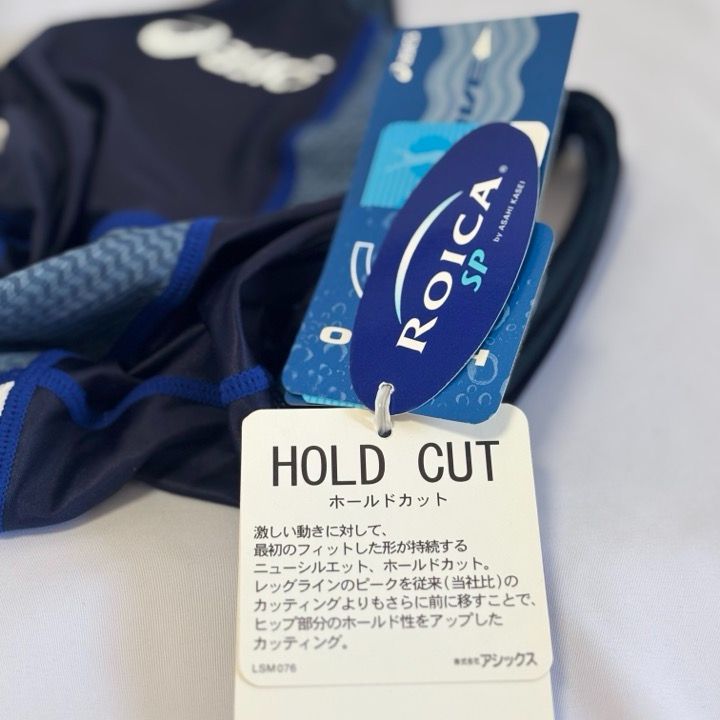 asics
ROICA®
SP
by ASAHI KASEI
HOLD CUT
ホールドカット
激しい動きに対して、
最初のフィットした形が持続する
ニューシルエット、ホールドカット。
レッグラインのピークを従来(当社比)の
カッティングよりもさらに前に移すことで、
ヒップ部分のホールド性をアップした
カッティング。
LSM076
株式会社アシックス